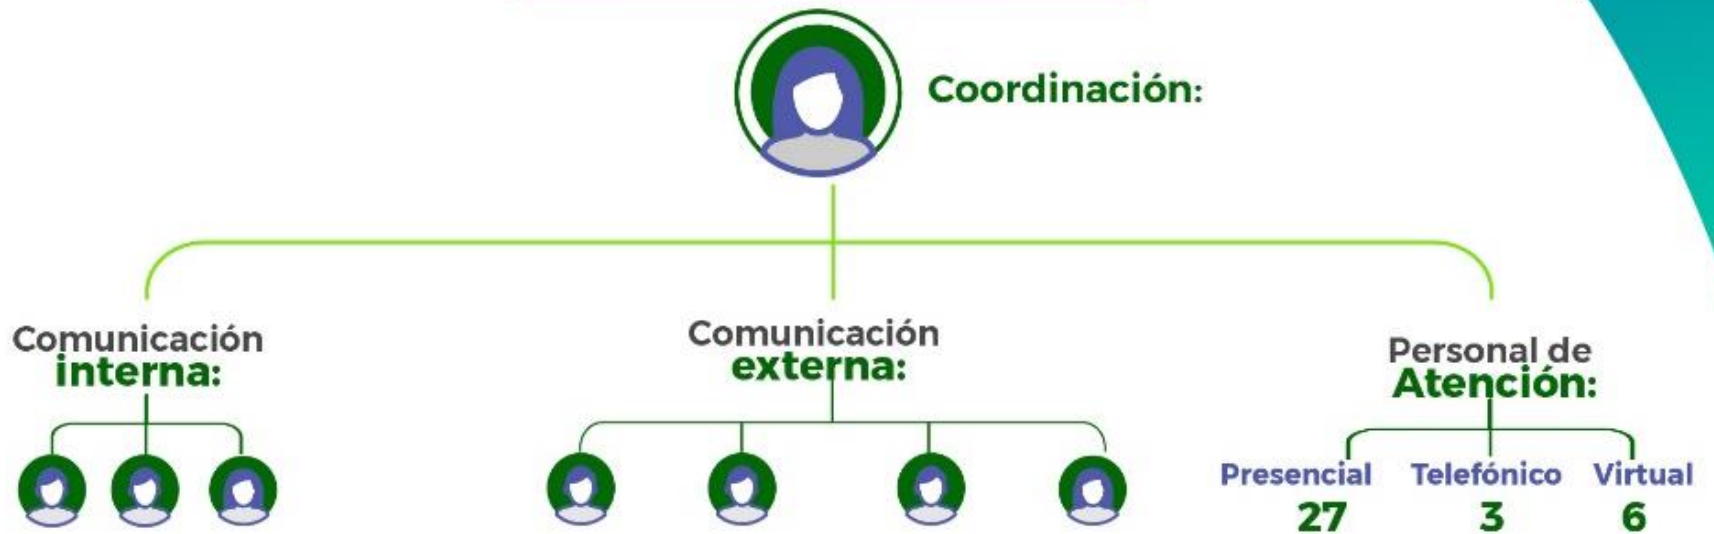 Coordinación:
Comunicación
interna:
Comunicación
externa:
Personal de
Atención:
Presencial
27
Telefónico
3
Virtual
6